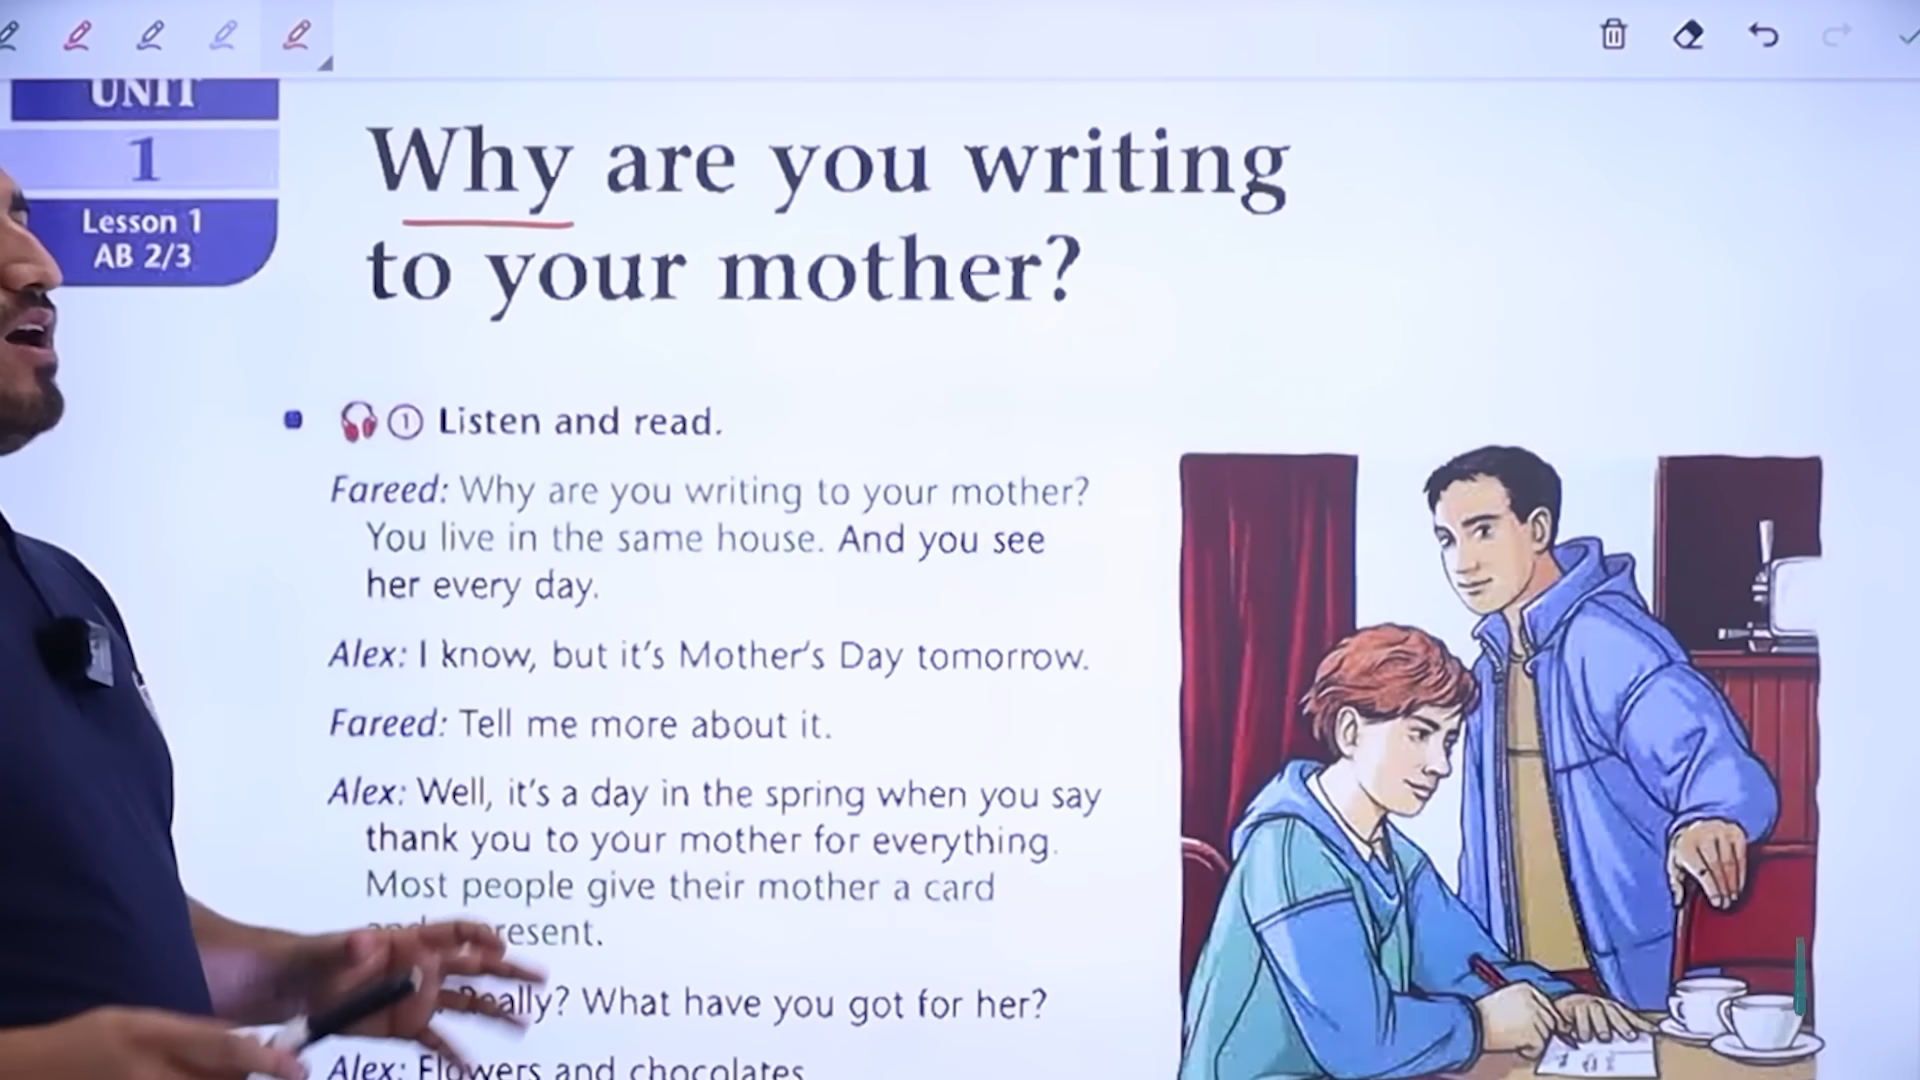 UNIT
1
Lesson 1
AB 2/3
Why are you writing
to your mother?
1 Listen and read.
Fareed: Why are you writing to your mother?
You live in the same house. And you see
her every day.
Alex: I know, but it's Mother's Day tomorrow.
Fareed: Tell me more about it.
Alex: Well, it's a day in the spring when you say
thank you to your mother for everything.
Most people give their mother a card
What have you got for her?
Alex: Flowers and chocolates